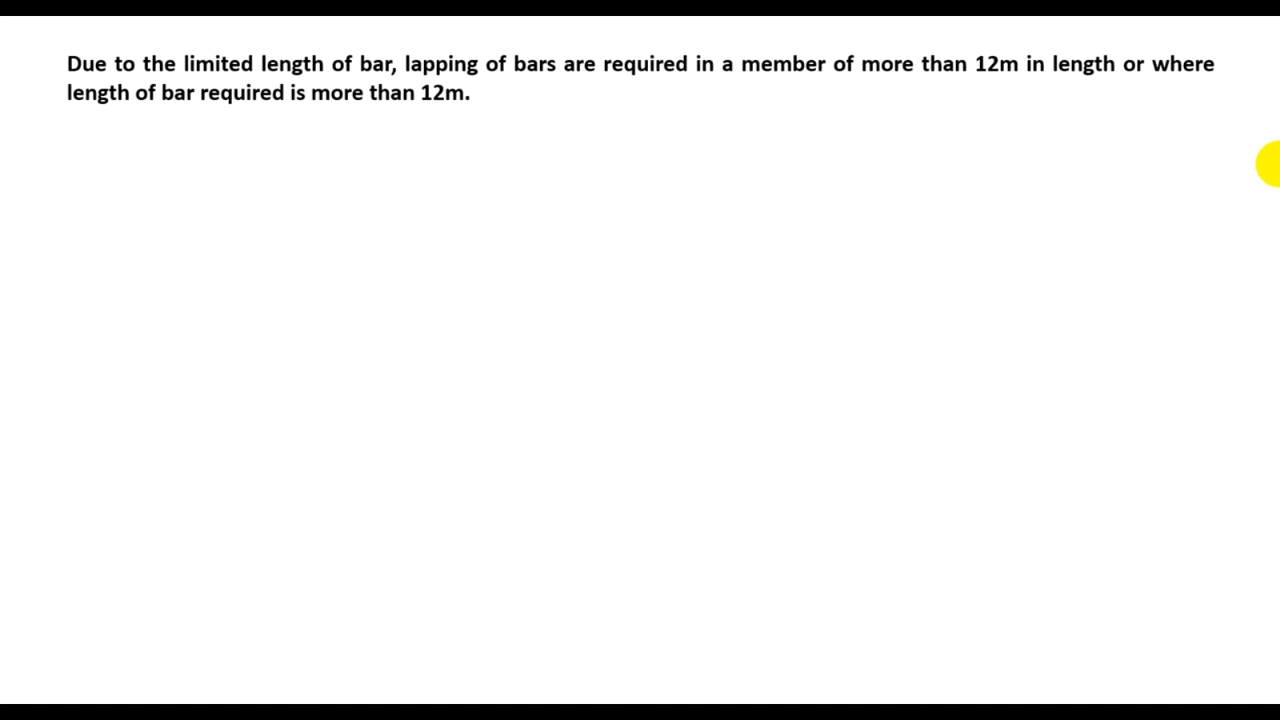 Due to the limited length of bar, lapping of bars are required in a member of more than 12m in length or where
length of bar required is more than 12m.